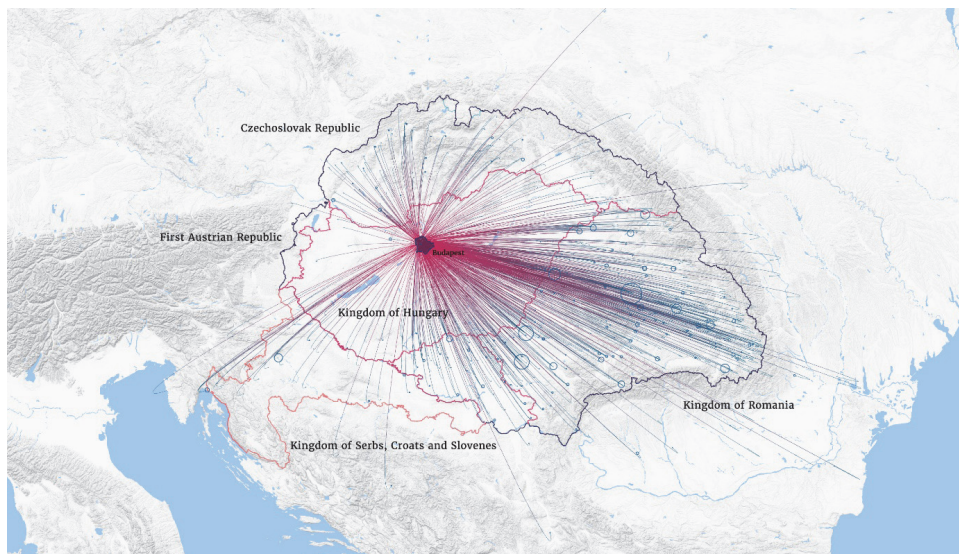 Czechoslovak Republic
First Austrian Republic
Budapest
Kingdom of Hungary
Kingdom of Romania
Kingdom of Serbs, Croats and Slovenes